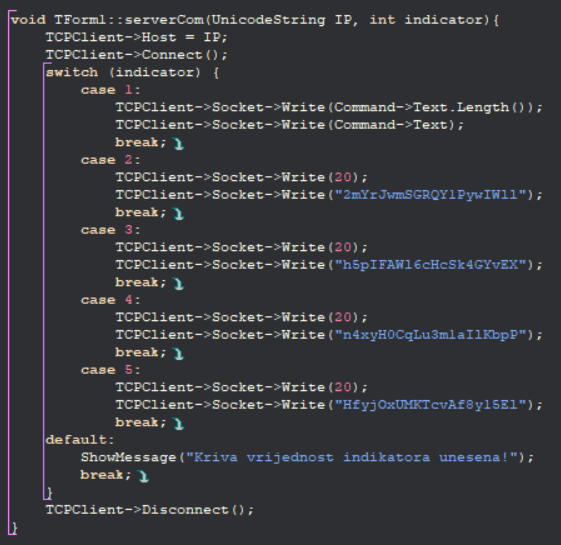 void TForm1::serverCom(UnicodeString IP, int indicator){
TCPClient->Host = IP;
TCPClient->Connect();
switch (indicator) {
case 1:
TCPClient->Socket->Write(Command->Text.Length());
TCPClient->Socket->Write(Command->Text);
break;
case 2:
TCPClient->Socket->Write(20);
TCPClient->Socket->Write("2mYrJwmSGRQY1PywIWll");
break;
case 3:
TCPClient->Socket->Write(20);
TCPClient->Socket->Write("h5pIFAWl6cHcSk4GYvEX");
break;
case 4:
TCPClient->Socket->Write(20);
TCPClient->Socket->Write("n4xyH0CqLu3mlaIlKbpP");
break;
case 5:
TCPClient->Socket->Write(20);
TCPClient->Socket->Write("HfyjOxUMKTcvAf8yl5El");
break;
default:
ShowMessage("Kriva vrijednost indikatora unesena!");
break;
}
TCPClient->Disconnect();
}